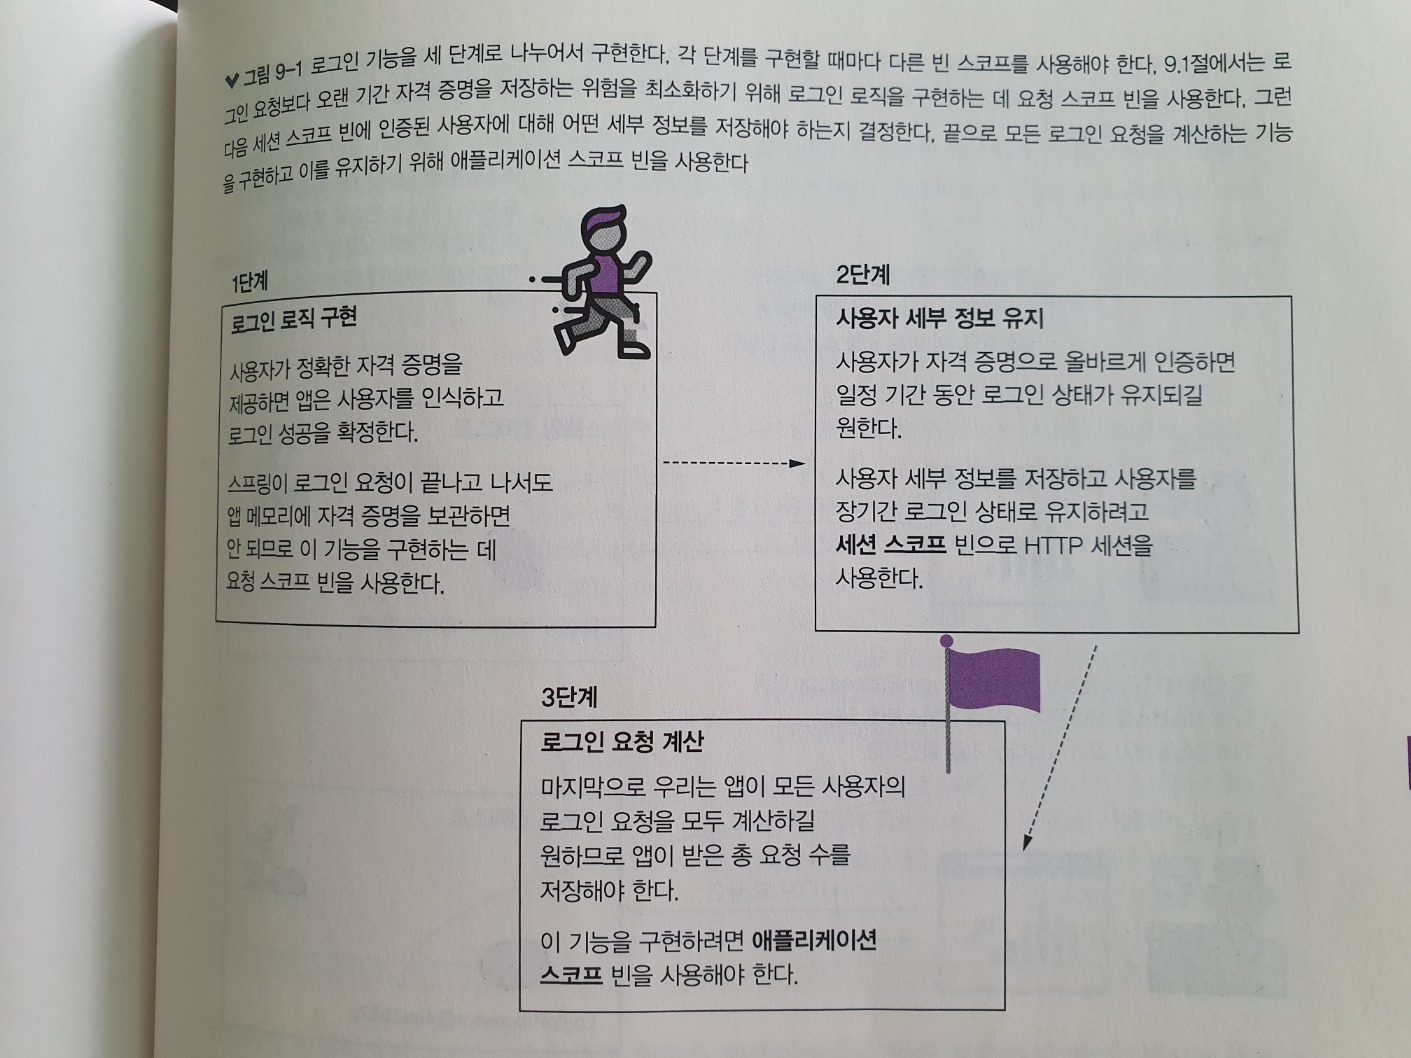 그림 9-1 로그인 기능을 세 단계로 나누어서 구현한다, 각 단계를 구현할 때마다 다른 빈 스코프를 사용해야 한다, 9.1절에서는 로
그인 요청보다 오랜 기간 자격 증명을 저장하는 위험을 최소화하기 위해 로그인 로직을 구현하는 데 요청 스코프 빈을 사용한다, 그런
다음 세션 스코프 빈에 인증된 사용자에 대해 어떤 세부 정보를 저장해야 하는지 결정한다, 끝으로 모든 로그인 요청을 계산하는 기능
을 구현하고 이를 유지하기 위해 애플리케이션 스코프 빈을 사용한다
1단계
로그인 로직 구현
사용자가 정확한 자격 증명을
제공하면 앱은 사용자를 인식하고
로그인 성공을 확정한다.
스프링이 로그인 요청이 끝나고 나서도
앱 메모리에 자격 증명을 보관하면
안 되므로 이 기능을 구현하는 데
요청 스코프 빈을 사용한다.
2단계
사용자 세부 정보 유지
사용자가 자격 증명으로 올바르게 인증하면
일정 기간 동안 로그인 상태가 유지되길
원한다.
사용자 세부 정보를 저장하고 사용자를
장기간 로그인 상태로 유지하려고
세션 스코프 빈으로 HTTP 세션을
사용한다.
3단계
로그인 요청 계산
마지막으로 우리는 앱이 모든 사용자의
로그인 요청을 모두 계산하길
원하므로 앱이 받은 총 요청 수를
저장해야 한다.
이 기능을 구현하려면 애플리케이션
스코프 빈을 사용해야 한다.